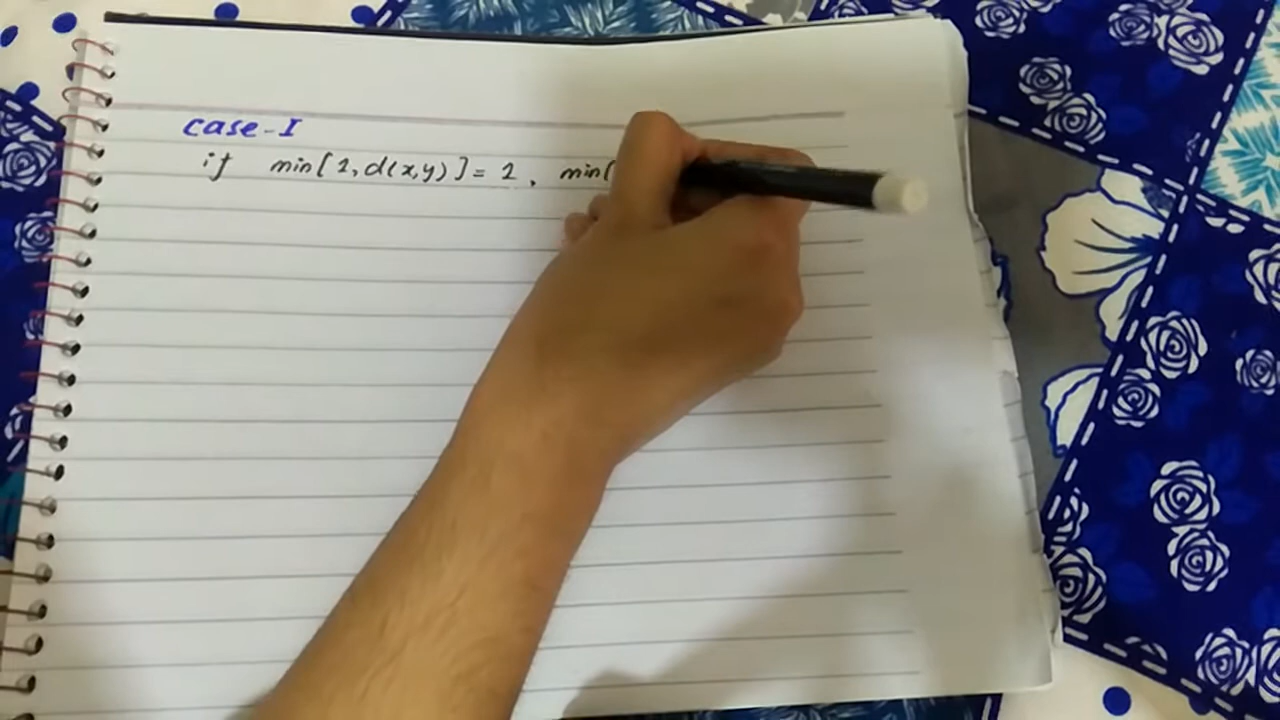 case-I
if min[1,d(x,y)]= 1, min[